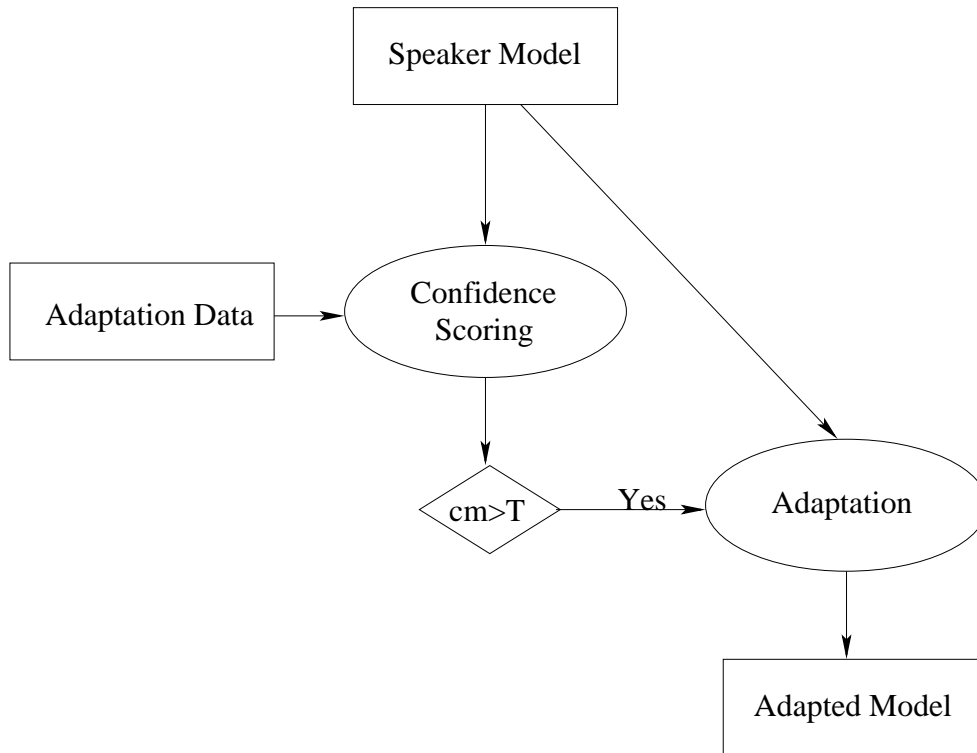 Speaker Model
Confidence
Scoring
Adaptation Data
cm>T
Yes
Adaptation
Adapted Model